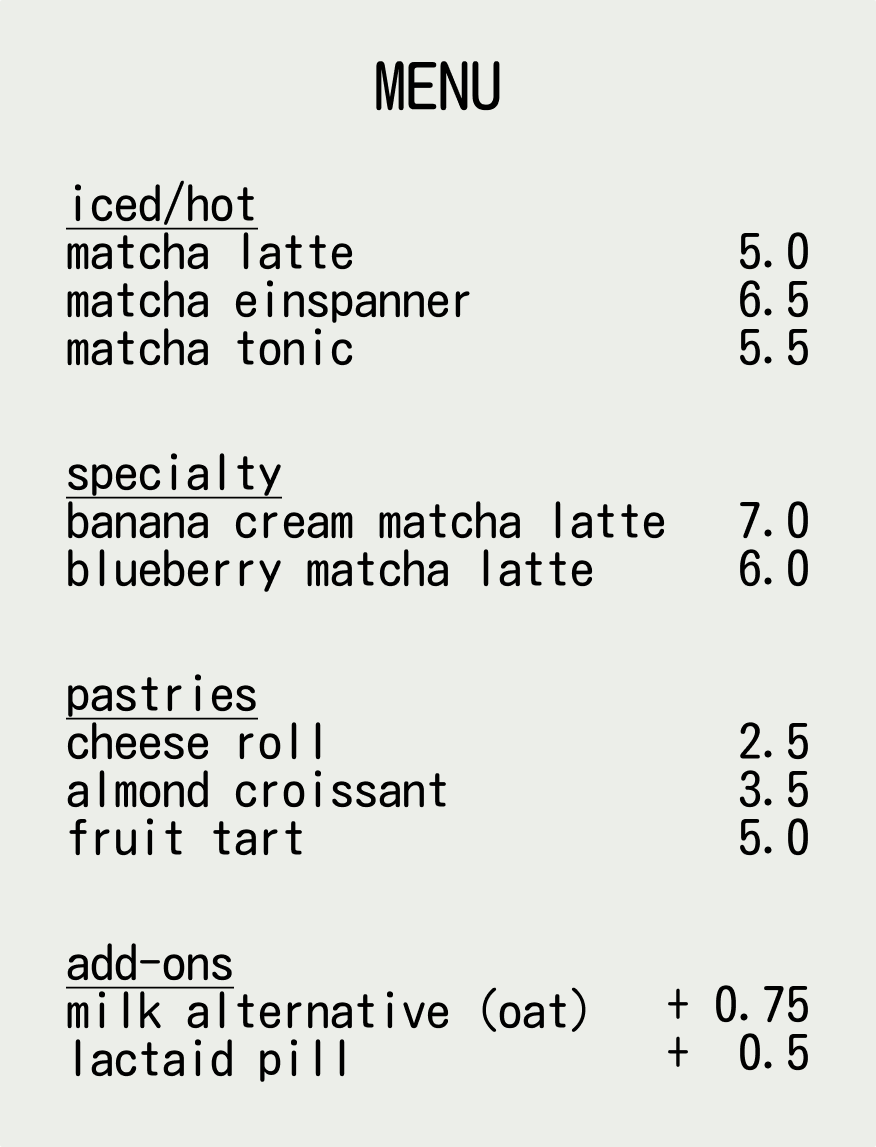 MENU
iced/hot
matcha latte 5.0
matcha einspanner 6.5
matcha tonic 5.5
specialty
banana cream matcha latte 7.0
blueberry matcha latte 6.0
pastries
cheese roll 2.5
almond croissant 3.5
fruit tart 5.0
add-ons
milk alternative (oat) + 0.75
lactaid pill + 0.5